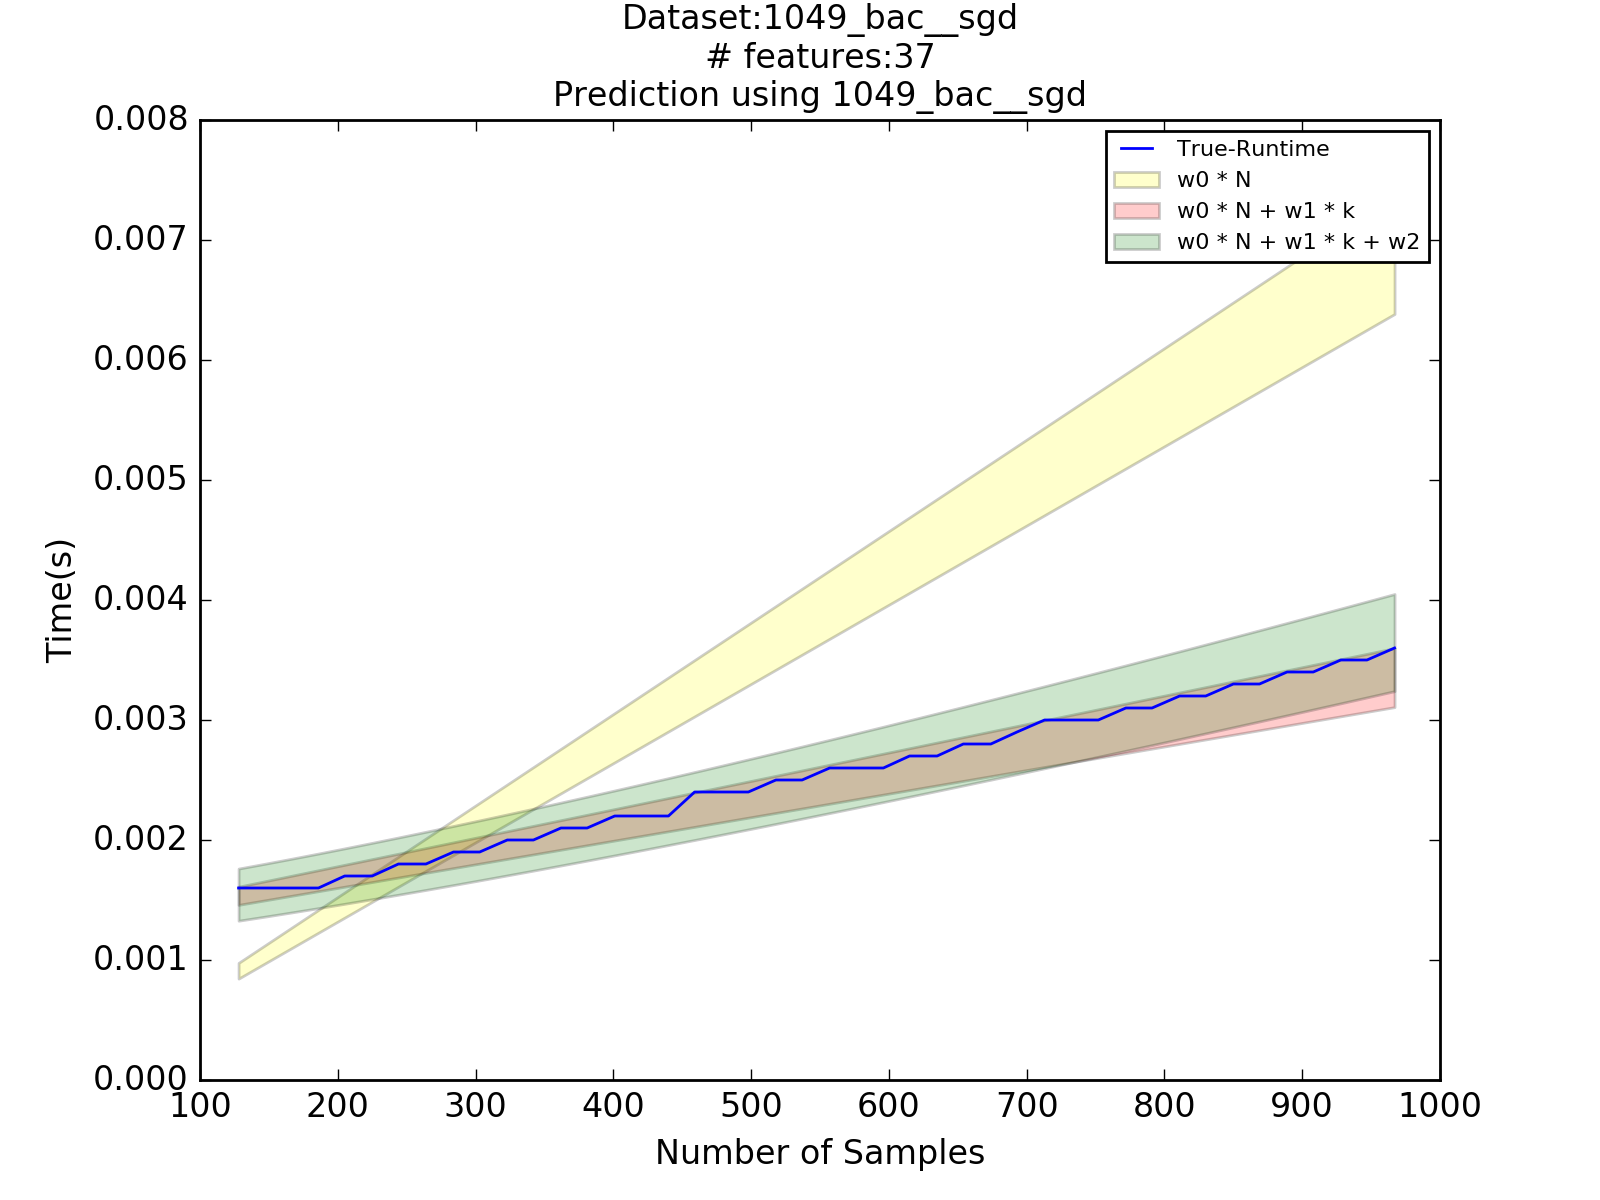 Dataset:1049_bac__sgd
# features:37
Prediction using 1049_bac__sgd
0.008
0.007
0.006
0.005
0.004
0.003
0.002
0.001
0.000
Time(s)
True-Runtime
w0 * N
w0 * N + w1 * k
w0 * N + w1 * k + w2
100 200 300 400 500 600 700 800 900 1000
Number of Samples